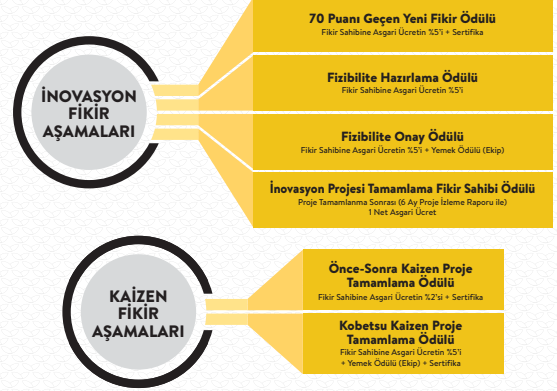 İNOVASYON
FİKİR
AŞAMALARI
70 Puanı Geçen Yeni Fikir Ödülü
Fikir Sahibine Asgari Ücretin %5'i + Sertifika
Fizibilite Hazırlama Ödülü
Fikir Sahibine Asgari Ücretin %5'i
Fizibilite Onay Ödülü
Fikir Sahibine Asgari Ücretin %5'i + Yemek Ödülü (Ekip)
İnovasyon Projesi Tamamlama Fikir Sahibi Ödülü
Proje Tamamlanma Sonrası (6 Ay Proje İzleme Raporu ile)
1 Net Asgari Ücret
KAİZEN
FİKİR
AŞAMALARI
Önce-Sonra Kaizen Proje
Tamamlama Ödülü
Fikir Sahibine Asgari Ücretin %2'si + Sertifika
Kobetsu Kaizen Proje
Tamamlama Ödülü
Fikir Sahibine Asgari Ücretin %5'i
+ Yemek Ödülü (Ekip) + Sertifika